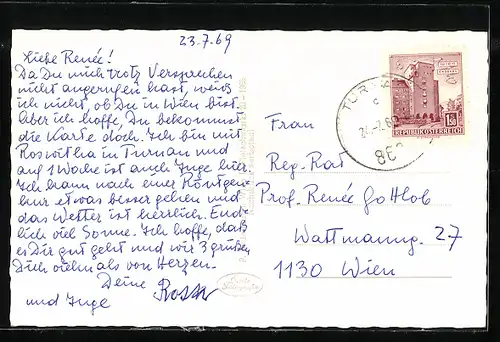 23.7.69
Liebe Renée!
Da Du mich trotz Versprechen
nicht angerufen hast, weiß
ich nicht, ob Du in Wien bist.
Aber ich hoffe, Du bekommst
die Karte doch. Ich bin mit
Roswitha in Turnau und
auf 1 Woche ist auch Inge hier.
Ich kann nach einer Röntgen-
kur etwas besser gehen und
das Wetter ist herrlich. End-
lich viel Sonne. Ich hoffe, daß
es Dir gut geht und wir 3 grüßen
Dich vielmals von Herzen.
Deine
und Inge
REPUBLIK ÖSTERREICH
Frau
Reg. Rat
Prof. Renée Gottlob
Wattmanng. 27
1130 Wien